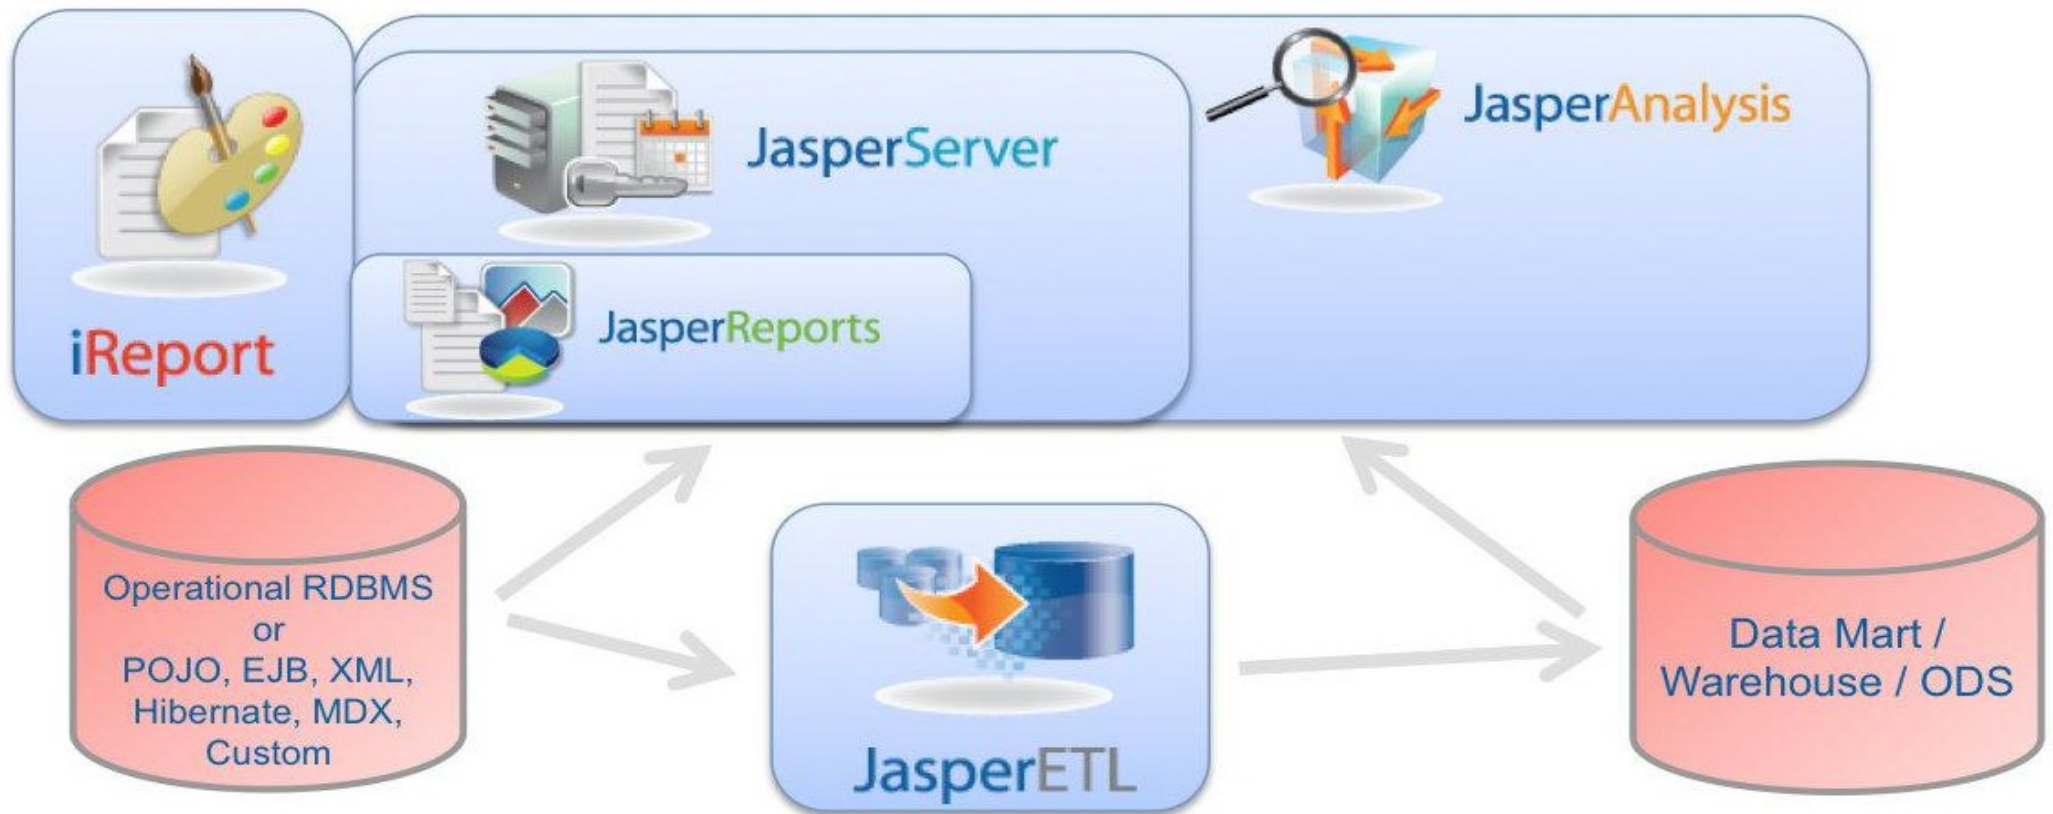 iReport
JasperServer
JasperAnalysis
JasperReports
Operational RDBMS
or
POJO, EJB, XML,
Hibernate, MDX,
Custom
JasperETL
Data Mart /
Warehouse / ODS